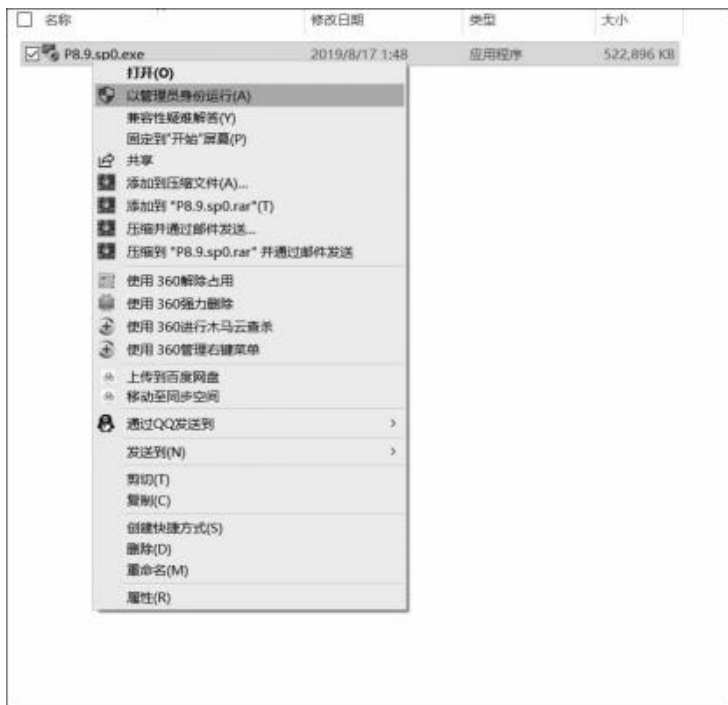 名称 修改日期 类型 大小
P8.9.sp0.exe 2019/8/17 1:48 应用程序 522,896 KB
打开(O)
以管理员身份运行(A)
兼容性疑难解答(Y)
固定到"开始"屏幕(P)
共享
添加到压缩文件(A)...
添加到 "P8.9.sp0.rar"(T)
压缩并通过邮件发送...
压缩到 "P8.9.sp0.rar" 并通过邮件发送
使用 360解除占用
使用 360强力删除
使用 360进行木马云查杀
使用 360管理右键菜单
上传到百度网盘
移动至同步空间
通过QQ发送到
发送到(N)
剪切(T)
复制(C)
创建快捷方式(S)
删除(D)
重命名(M)
属性(R)